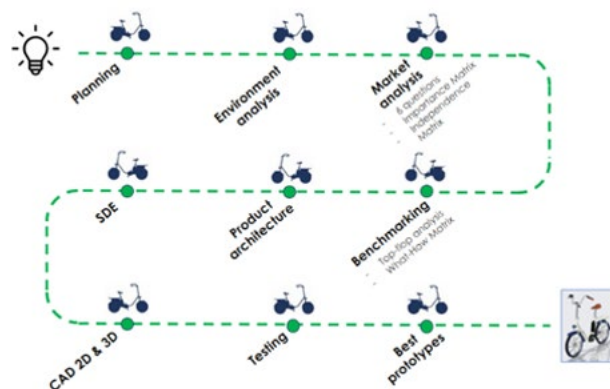 Planning
Environment
analysis
Market
analysis
6 questions
Importance Matrix
Independence
Matrix
SDE
Product
architecture
Benchmarking
Top-flop analysis
What-How Matrix
CAD 2D & 3D
Testing
Best
prototypes